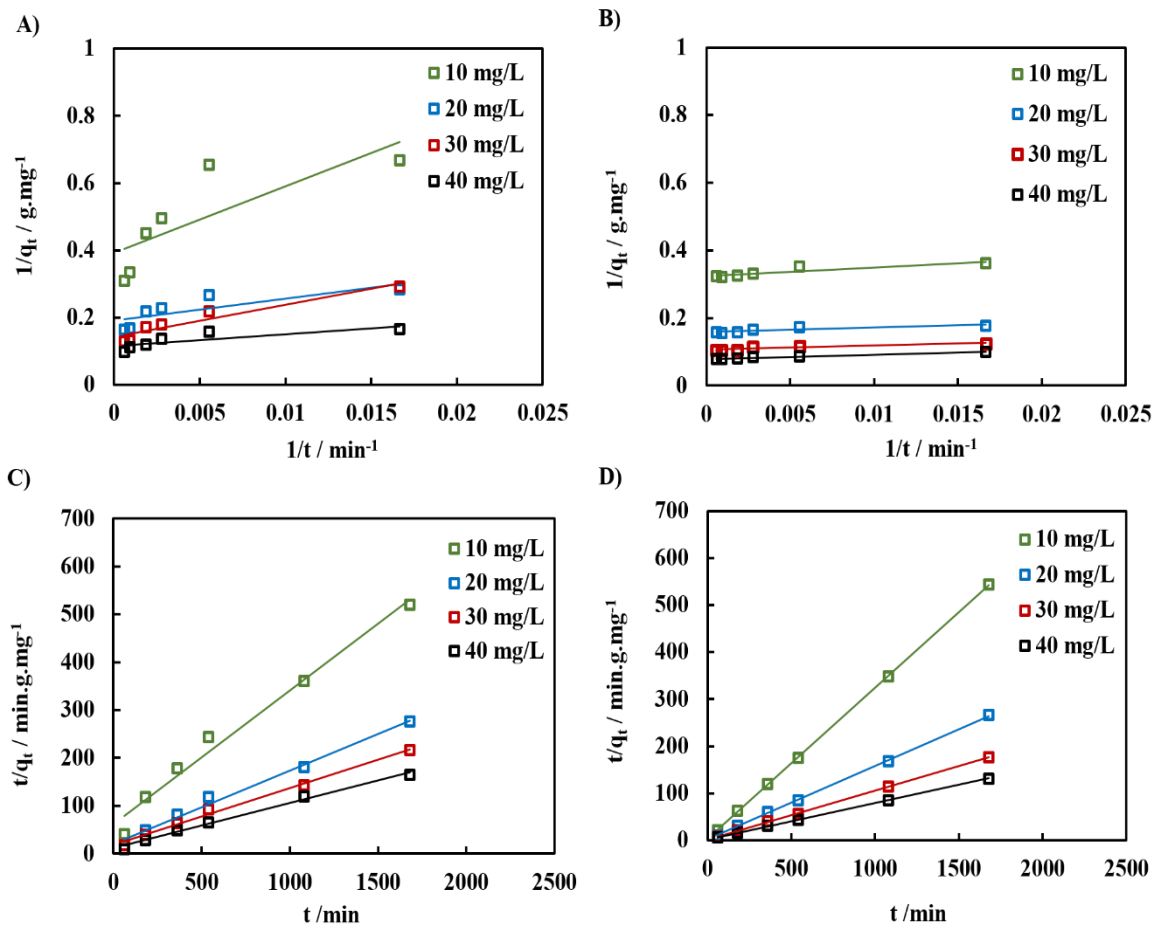 A)
1
0.8
0.6
0.4
0.2
0
0 0.005 0.01 0.015 0.02 0.025
1/qt / g.mg-1
1/t / min-1
10 mg/L
20 mg/L
30 mg/L
40 mg/L
B)
1
0.8
0.6
0.4
0.2
0
0 0.005 0.01 0.015 0.02 0.025
1/qt / g.mg-1
1/t / min-1
10 mg/L
20 mg/L
30 mg/L
40 mg/L
C)
700
600
500
400
300
200
100
0
0 500 1000 1500 2000 2500
t/qt / min.g.mg-1
t /min
10 mg/L
20 mg/L
30 mg/L
40 mg/L
D)
700
600
500
400
300
200
100
0
0 500 1000 1500 2000 2500
t/qt / min.g.mg-1
t /min
10 mg/L
20 mg/L
30 mg/L
40 mg/L